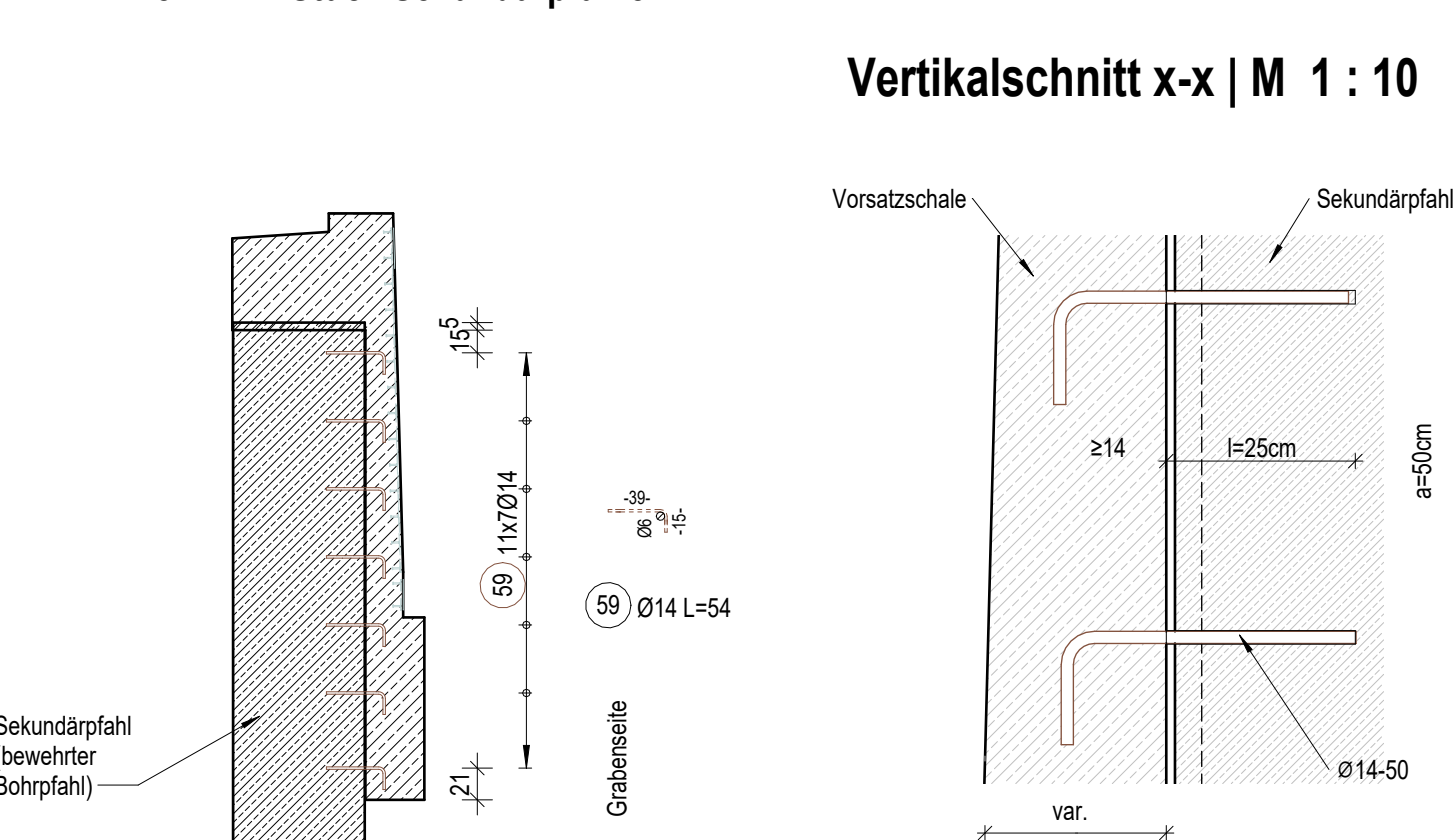 Vertikalschnitt x-x | M 1 : 10
Vorsatzschale
Sekundärpfahl
5
15
11x7Ø14
59
-39-
Ø6
-15-
59 Ø14 L=54
≥14
l=25cm
a=50cm
Sekundärpfahl
bewehrter
Bohrpfahl)
21
Grabenseite
Ø14-50
var.